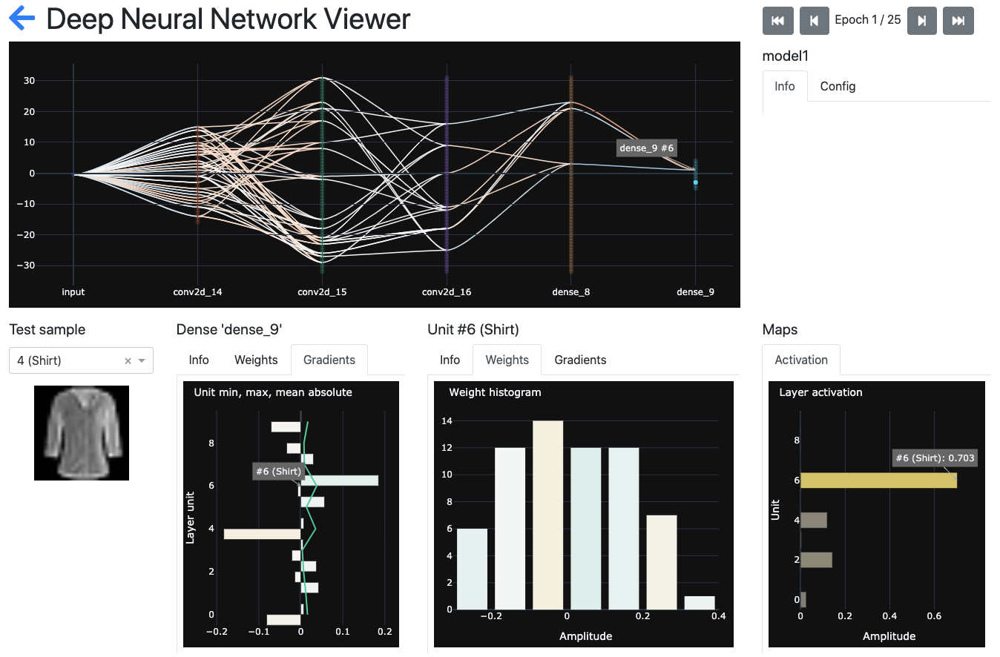 Deep Neural Network Viewer
Epoch 1 / 25
model1
Info
Config
30
20
10
0
−10
−20
−30
dense_9 #6
input
conv2d_14
conv2d_15
conv2d_16
dense_8
dense_9
Test sample
4 (Shirt)
×
Dense 'dense_9'
Info
Weights
Gradients
Unit min, max, mean absolute
Layer unit
8
6
4
2
0
#6 (Shirt)
−0.2
−0.1
0
0.1
0.2
Unit #6 (Shirt)
Info
Weights
Gradients
Weight histogram
14
12
10
8
6
4
2
0
−0.2
0
0.2
0.4
Amplitude
Maps
Activation
Layer activation
Unit
8
6
4
2
0
#6 (Shirt): 0.703
0
0.2
0.4
0.6
Amplitude